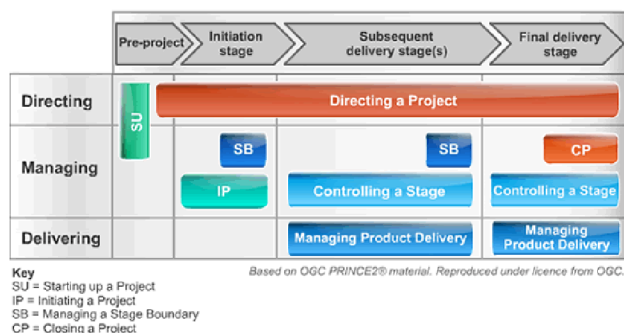 Pre-project
Initiation
stage
Subsequent
delivery stage(s)
Final delivery
stage
Directing
SU
Directing a Project
Managing
SB
SB
CP
IP
Controlling a Stage
Controlling a Stage
Delivering
Managing Product Delivery
Managing
Product Delivery
Key
Based on OGC PRINCE2® material. Reproduced under licence from OGC.
SU = Starting up a Project
IP = Initiating a Project
SB = Managing a Stage Boundary
CP = Closing a Project